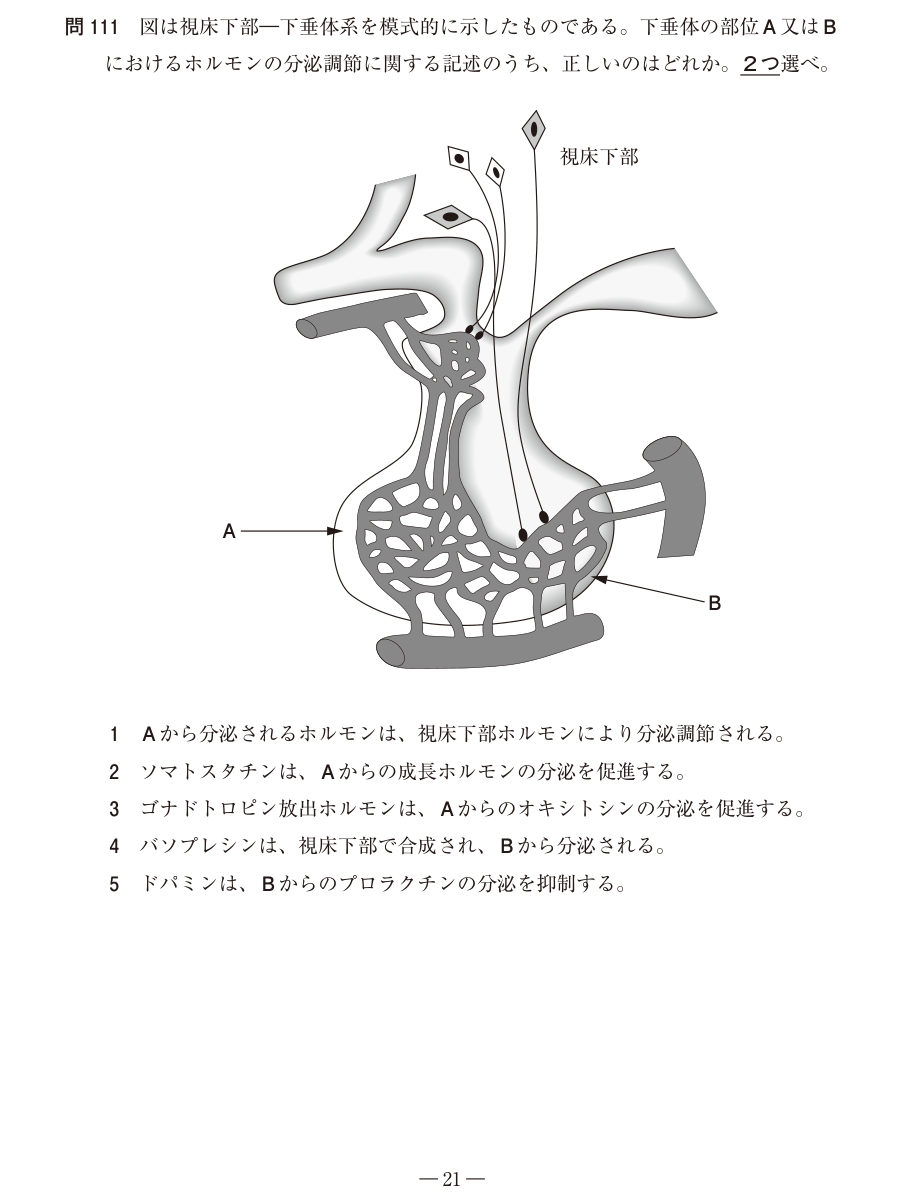 問 111　図は視床下部―下垂体系を模式的に示したものである。下垂体の部位A又はB
におけるホルモンの分泌調節に関する記述のうち、正しいのはどれか。2つ選べ。
視床下部
A
B
1　Aから分泌されるホルモンは、視床下部ホルモンにより分泌調節される。
2　ソマトスタチンは、Aからの成長ホルモンの分泌を促進する。
3　ゴナドトロピン放出ホルモンは、Aからのオキシトシンの分泌を促進する。
4　バソプレシンは、視床下部で合成され、Bから分泌される。
5　ドパミンは、Bからのプロラクチンの分泌を抑制する。
― 21 ―